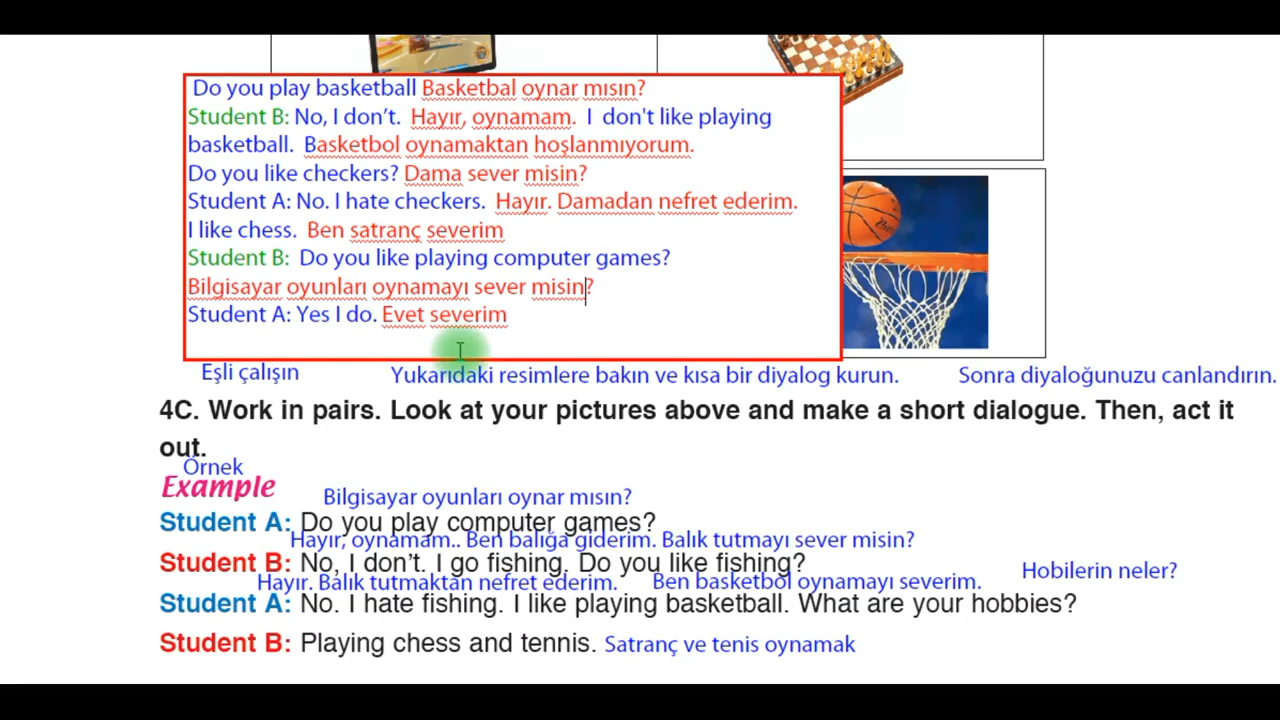 Do you play basketball Basketbal oynar mısın?
Student B: No, I don’t. Hayır, oynamam. I don't like playing
basketball. Basketbol oynamaktan hoşlanmıyorum.
Do you like checkers? Dama sever misin?
Student A: No. I hate checkers. Hayır. Damadan nefret ederim.
I like chess. Ben satranç severim
Student B: Do you like playing computer games?
Bilgisayar oyunları oynamayı sever misin?
Student A: Yes I do. Evet severim
Eşli çalışın Yukarıdaki resimlere bakın ve kısa bir diyalog kurun. Sonra diyaloğunuzu canlandırın.
4C. Work in pairs. Look at your pictures above and make a short dialogue. Then, act it
out.
Örnek
Example
Bilgisayar oyunları oynar mısın?
Student A: Do you play computer games?
Hayır, oynamam.. Ben balığa giderim. Balık tutmayı sever misin?
Student B: No, I don’t. I go fishing. Do you like fishing?
Hayır. Balık tutmaktan nefret ederim. Ben basketbol oynamayı severim. Hobilerin neler?
Student A: No. I hate fishing. I like playing basketball. What are your hobbies?
Student B: Playing chess and tennis. Satranç ve tenis oynamak